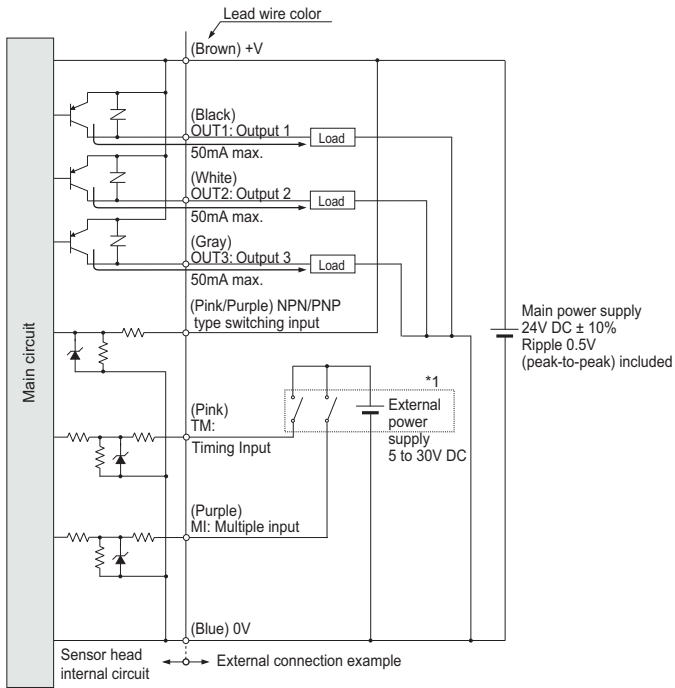 Lead wire color
(Brown) +V
(Black)
OUT1: Output 1
Load
50mA max.
(White)
OUT2: Output 2
Load
50mA max.
(Gray)
OUT3: Output 3
Load
50mA max.
(Pink/Purple) NPN/PNP
type switching input
Main power supply
24V DC ± 10%
Ripple 0.5V
(peak-to-peak) included
Main circuit
*1
External
power
supply
5 to 30V DC
(Pink)
TM:
Timing Input
(Purple)
MI: Multiple input
(Blue) 0V
Sensor head
internal circuit
External connection example